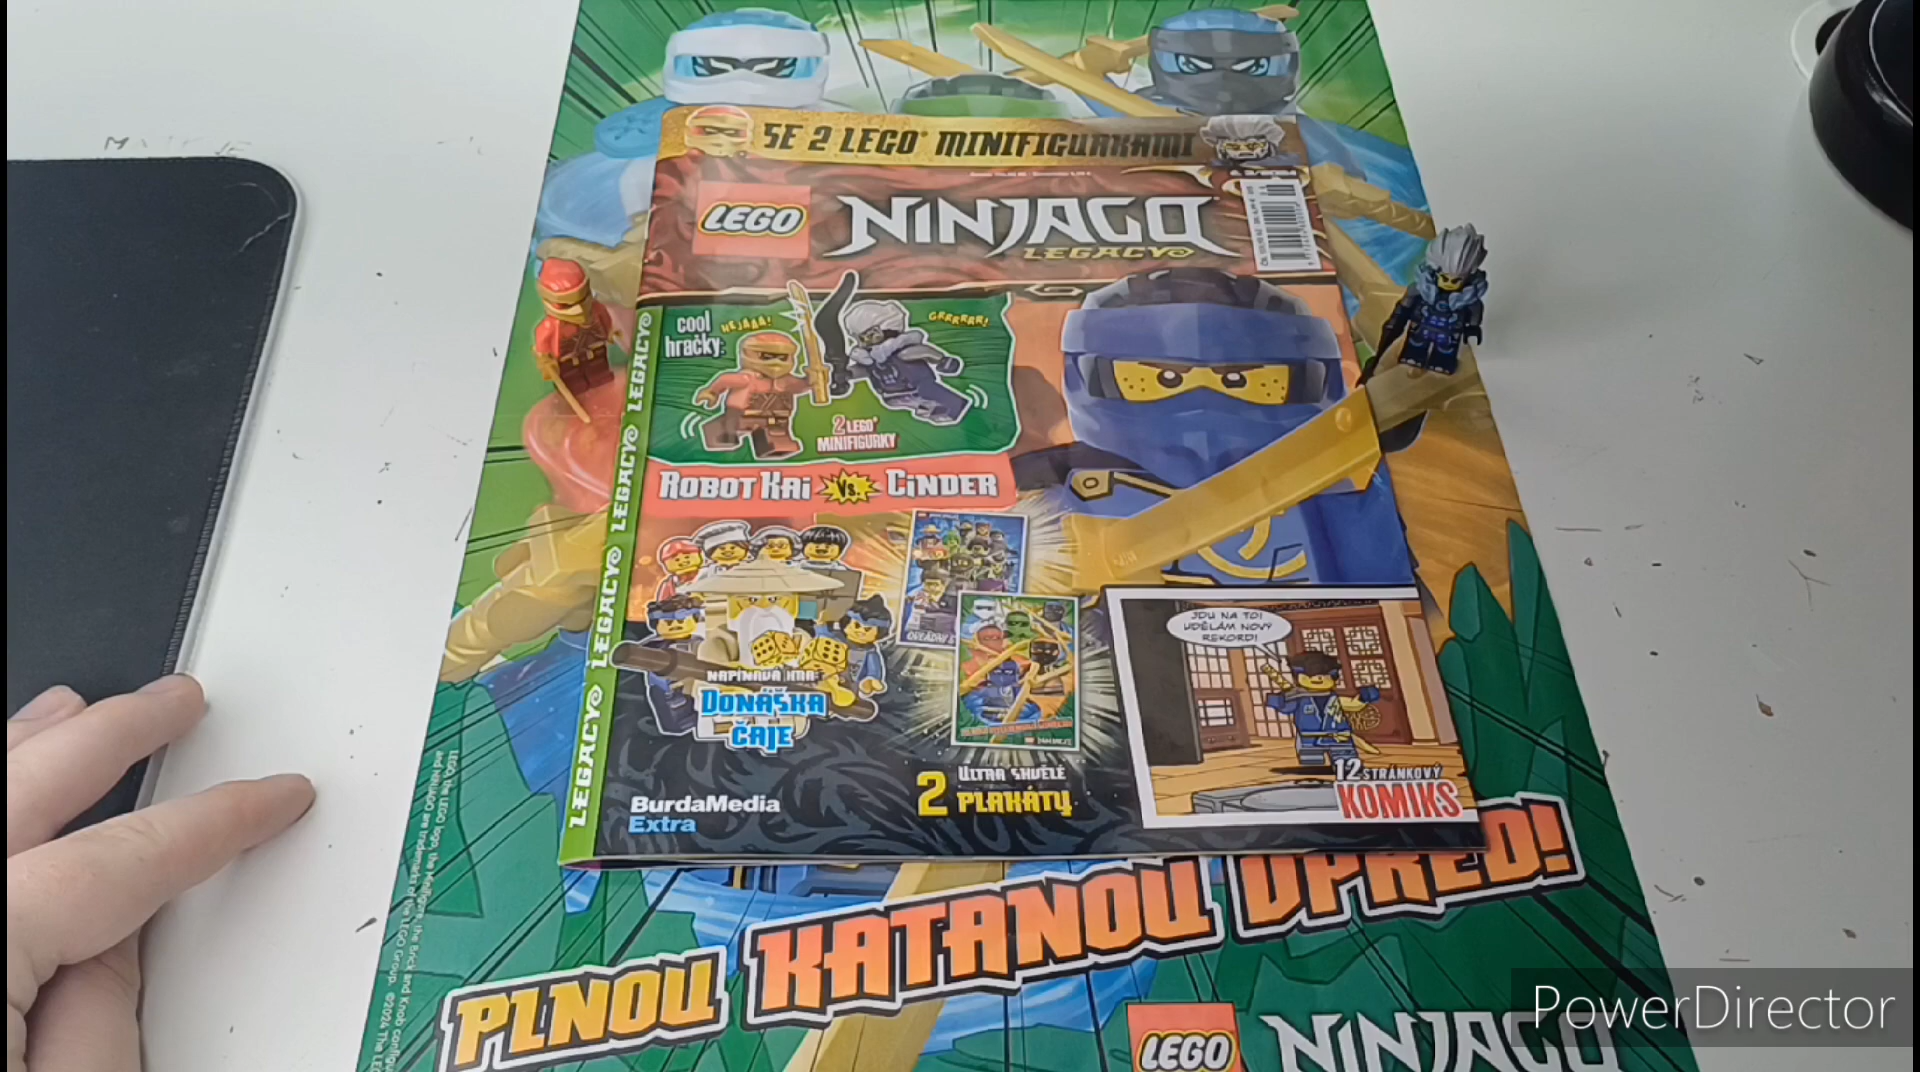 SE 2 LEGO® MINIFIGURKAMI
LEGO
NINJAGO
LEGACY
cool
hračky:
HEJAAA!
GRRRRRR!
2 LEGO®
MINIFIGURKY
ROBOT KAI VS. CINDER
LEGACY LEGACY LEGACY LEGACY
NAPÍNAVÁ HRA:
DONÁŠKA
ČAJE
BurdaMedia
Extra
2 ULTRA SKVĚLÉ
PLAKÁTY
JDU NA TO!
UDĚLÁM NOVÝ
REKORD!
12 STRÁNKOVÝ
KOMIKS
PLNOU KATANOU VPŘED!
LEGO NINJAGO
PowerDirector